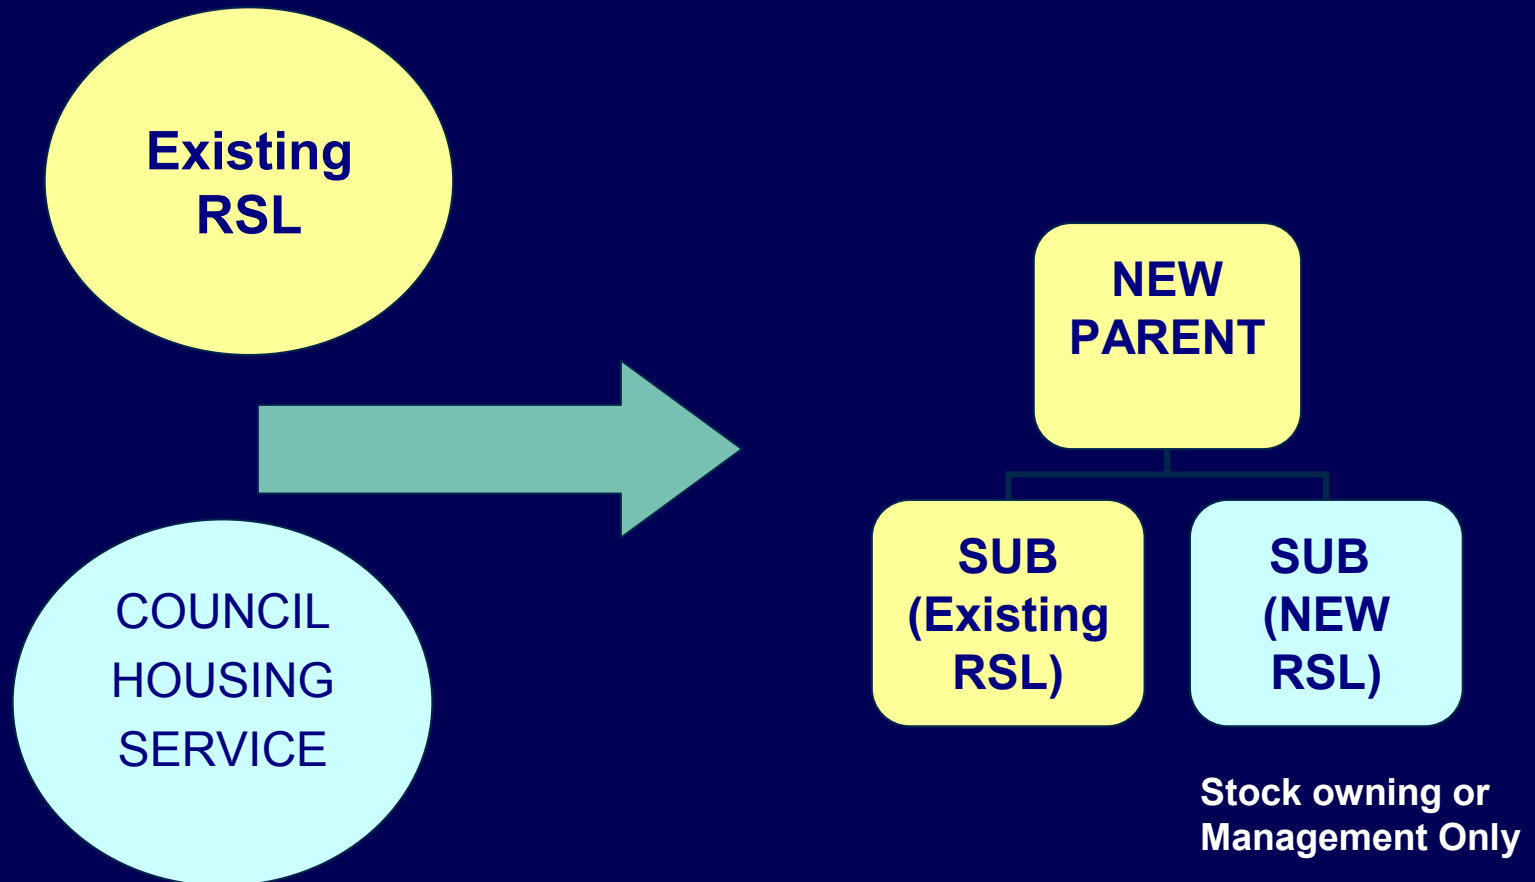 Existing
RSL
COUNCIL
HOUSING
SERVICE
NEW
PARENT
SUB
(Existing
RSL)
SUB
(NEW
RSL)
Stock owning or
Management Only